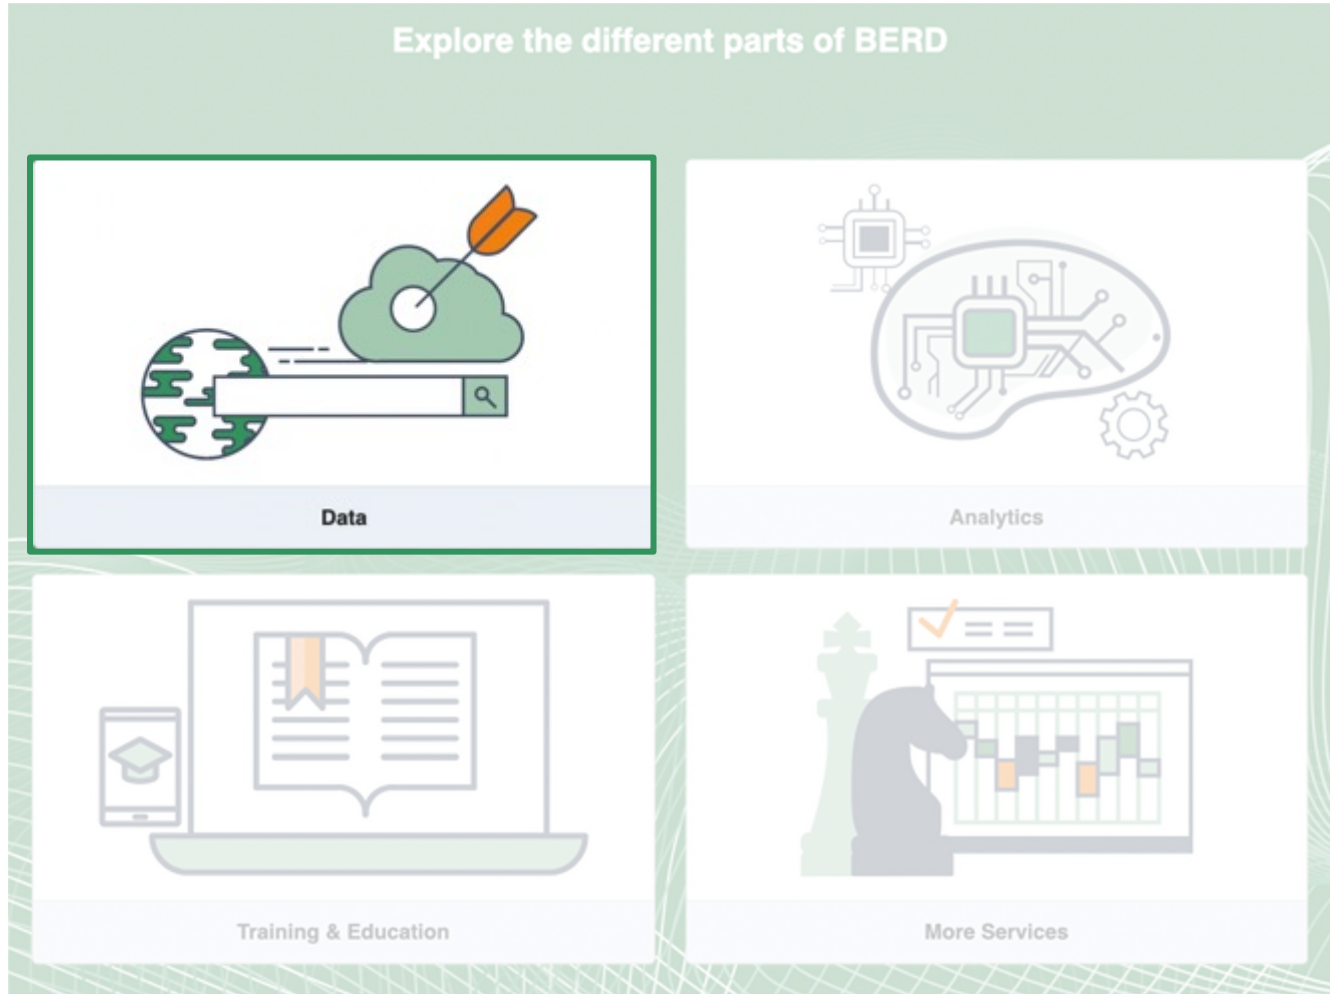 Explore the different parts of BERD
Data
Analytics
Training & Education
More Services